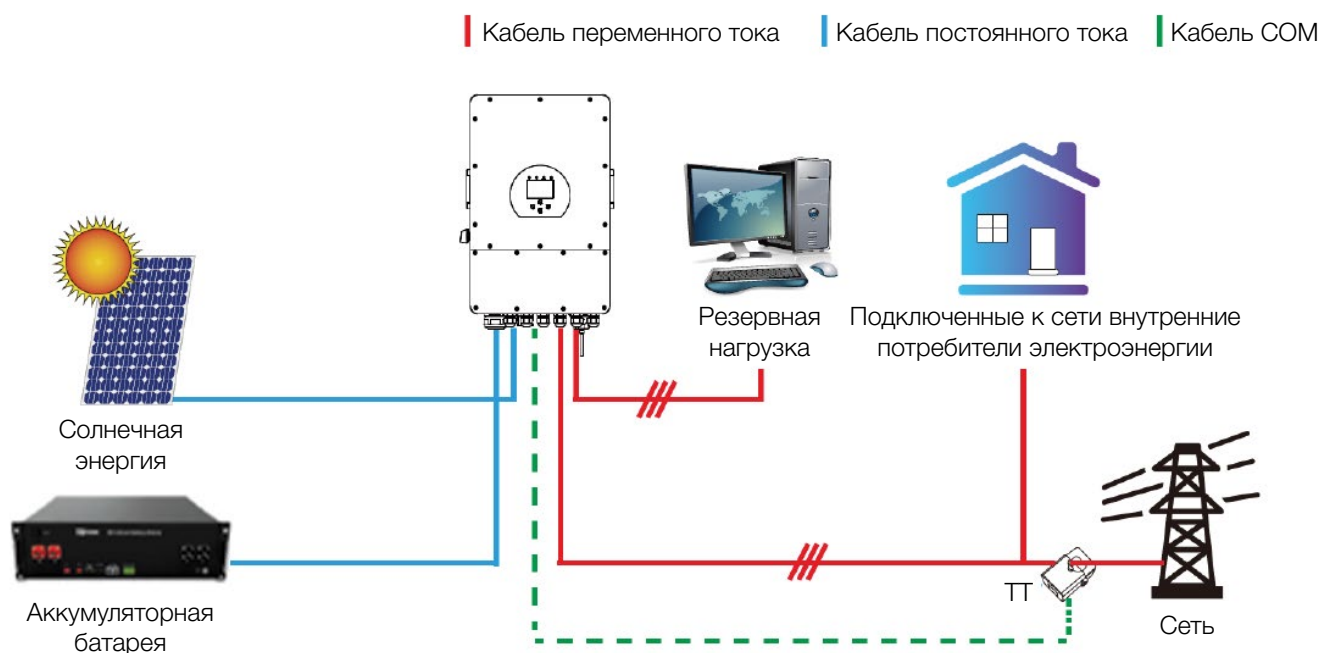 Кабель переменного тока
Кабель постоянного тока
Кабель COM
Резервная
нагрузка
Подключенные к сети внутренние
потребители электроэнергии
Солнечная
энергия
ТТ
Аккумуляторная
батарея
Сеть